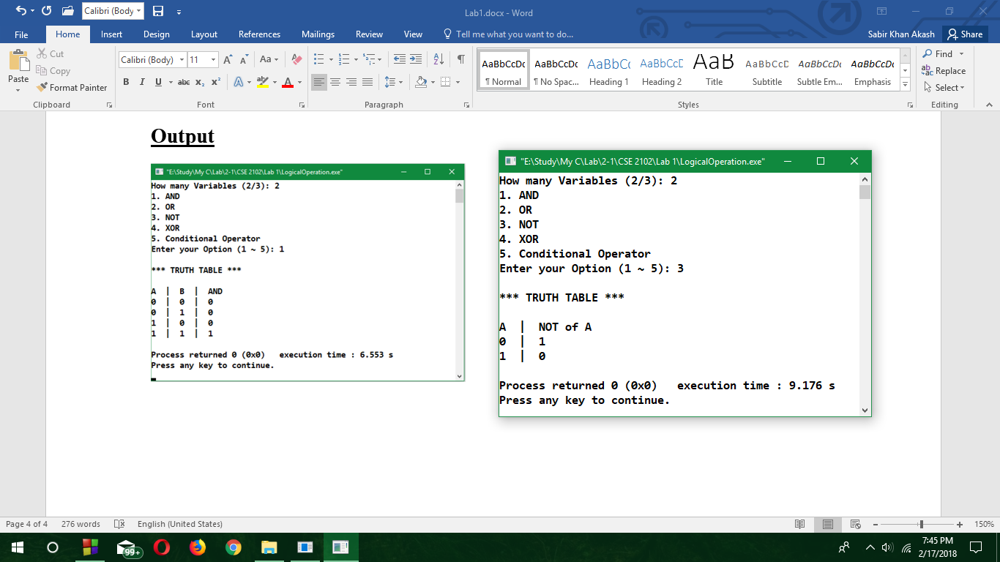 Calibri (Body
Lab1.docx - Word
File Home Insert Design Layout References Mailings Review View Tell me what you want to do... Sabir Khan Akash Share
Paste
Cut
Copy
Format Painter
Clipboard
Calibri (Body) 11 A A Aa
B I U abc x₂ x² A ab A
Font
Paragraph
AaBbCcDc AaBbCcDc AaBbCc AaBbCcC AaB AaBbCcC AaBbCcDc AaBbCcDc
¶ Normal ¶ No Spac... Heading 1 Heading 2 Title Subtitle Subtle Em... Emphasis
Styles
Find
Replace
Select
Editing
Output
"E:\Study\My C\Lab\2-1\CSE 2102\Lab 1\LogicalOperation.exe"
How many Variables (2/3): 2
1. AND
2. OR
3. NOT
4. XOR
5. Conditional Operator
Enter your Option (1 ~ 5): 1
*** TRUTH TABLE ***
A | B | AND
0 | 0 | 0
0 | 1 | 0
1 | 0 | 0
1 | 1 | 1
Process returned 0 (0x0) execution time : 6.553 s
Press any key to continue.
"E:\Study\My C\Lab\2-1\CSE 2102\Lab 1\LogicalOperation.exe"
How many Variables (2/3): 2
1. AND
2. OR
3. NOT
4. XOR
5. Conditional Operator
Enter your Option (1 ~ 5): 3
*** TRUTH TABLE ***
A | NOT of A
0 | 1
1 | 0
Process returned 0 (0x0) execution time : 9.176 s
Press any key to continue.
Page 4 of 4 276 words English (United States) 150%
99+
7:45 PM
2/17/2018